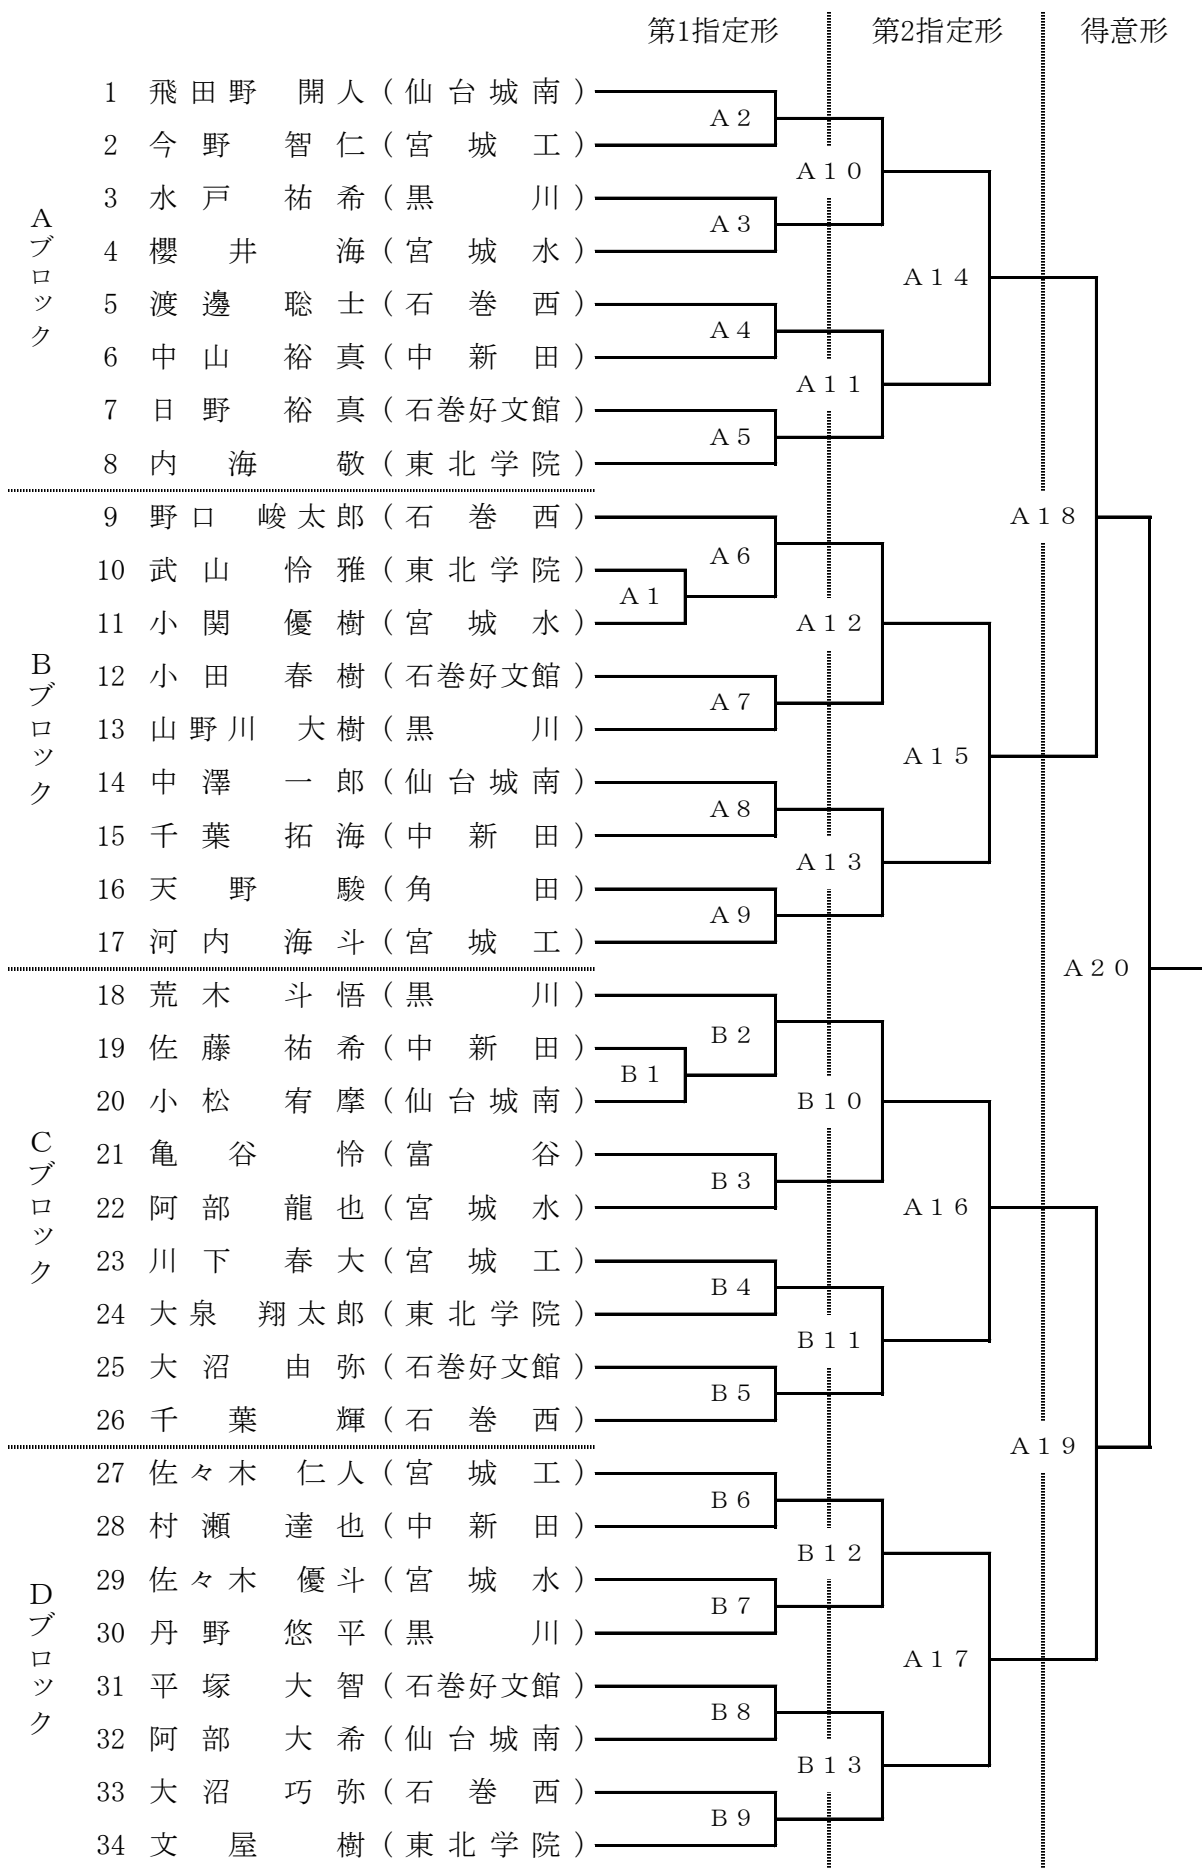 第1指定形 第2指定形 得意形
1 飛田野 開人(仙台城南)
A2
2 今野 智仁(宮城工)
A10
3 水戸 祐希(黒川)
A3
4 櫻井 海(宮城水)
Aブロック
A14
5 渡邊 聡士(石巻西)
A4
6 中山 裕真(中新田)
A11
7 日野 裕真(石巻好文館)
A5
8 内海 敬(東北学院)
9 野口 峻太郎(石巻西)
A18
A6
10 武山 怜雅(東北学院)
A1
11 小関 優樹(宮城水)
A12
12 小田 春樹(石巻好文館)
A7
Bブロック
13 山野川 大樹(黒川)
A15
14 中澤 一郎(仙台城南)
A8
15 千葉 拓海(中新田)
A13
16 天野 駿(角田)
A9
17 河内 海斗(宮城工)
A20
18 荒木 斗悟(黒川)
B2
19 佐藤 祐希(中新田)
B1
20 小松 宥摩(仙台城南)
B10
21 亀谷 怜(富谷)
B3
22 阿部 龍也(宮城水)
Cブロック
A16
23 川下 春大(宮城工)
B4
24 大泉 翔太郎(東北学院)
B11
25 大沼 由弥(石巻好文館)
B5
26 千葉 輝(石巻西)
A19
27 佐々木 仁人(宮城工)
B6
28 村瀬 達也(中新田)
B12
29 佐々木 優斗(宮城水)
B7
30 丹野 悠平(黒川)
Dブロック
A17
31 平塚 大智(石巻好文館)
B8
32 阿部 大希(仙台城南)
B13
33 大沼 巧弥(石巻西)
B9
34 文屋 樹(東北学院)